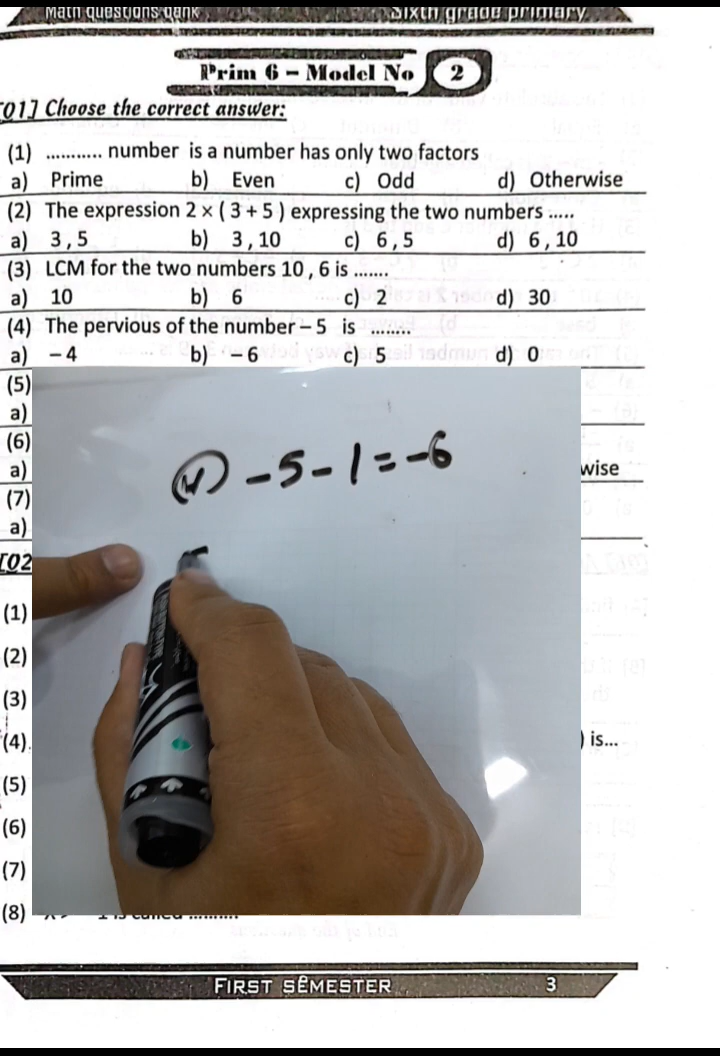 Math questions bank Sixth grade primary
Prim 6 – Model No 2
[Q1] Choose the correct answer:
(1) ........... number is a number has only two factors
a) Prime b) Even c) Odd d) Otherwise
(2) The expression 2 × ( 3 + 5 ) expressing the two numbers .....
a) 3 , 5 b) 3 , 10 c) 6 , 5 d) 6 , 10
(3) LCM for the two numbers 10 , 6 is .......
a) 10 b) 6 c) 2 d) 30
(4) The pervious of the number – 5 is ........
a) – 4 b) – 6 c) 5 d) 0
(5)
a)
(6)
a) wise
(7)
a)
[Q2
(1)
(2)
(3)
(4). ) is...
(5)
(6)
(7)
(8) is called .........
-5-1=-6
FIRST SEMESTER 3